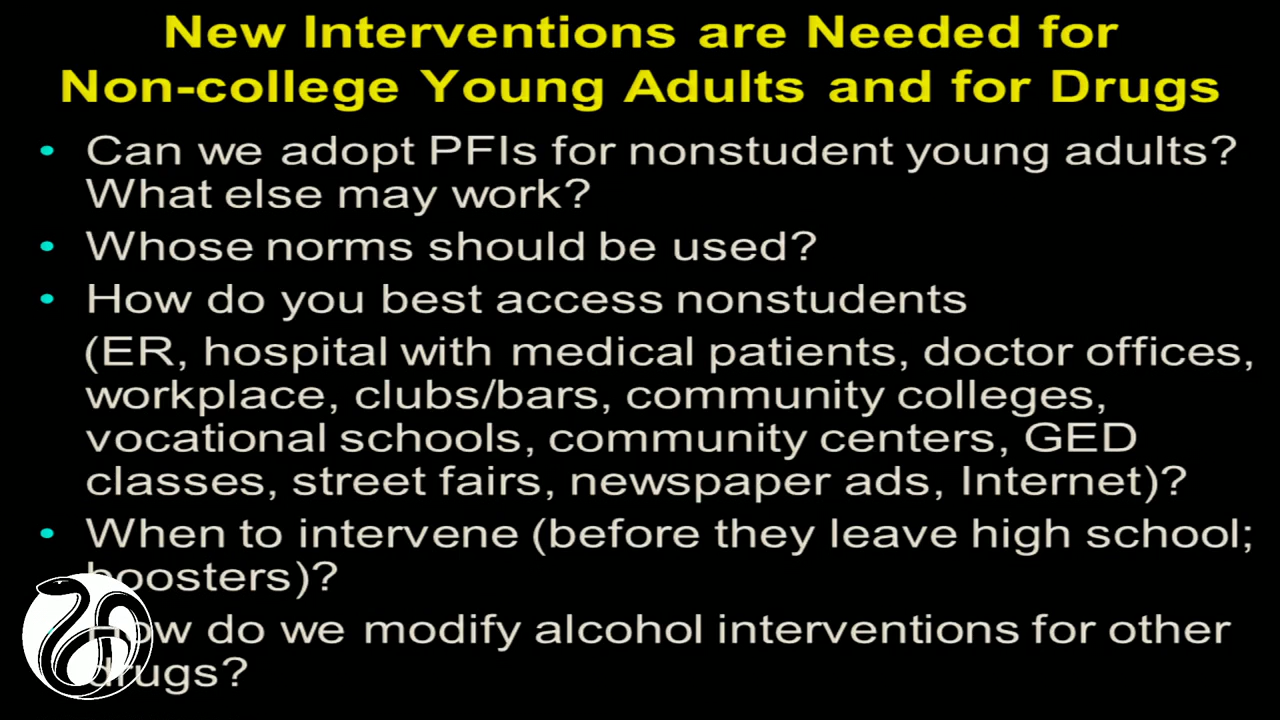 New Interventions are Needed for
Non-college Young Adults and for Drugs
• Can we adopt PFIs for nonstudent young adults?
What else may work?
• Whose norms should be used?
• How do you best access nonstudents
(ER, hospital with medical patients, doctor offices,
workplace, clubs/bars, community colleges,
vocational schools, community centers, GED
classes, street fairs, newspaper ads, Internet)?
• When to intervene (before they leave high school;
boosters)?
• How do we modify alcohol interventions for other
drugs?